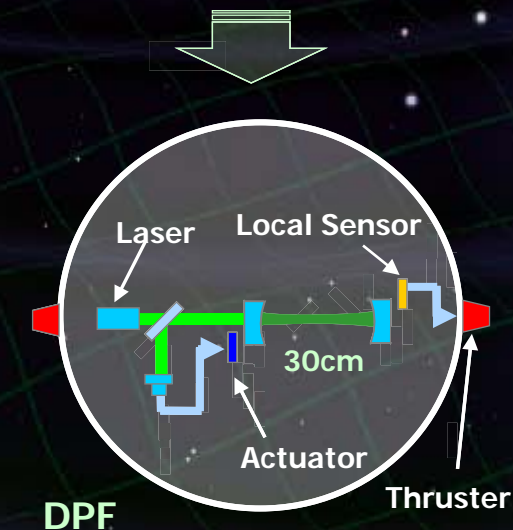 Laser
Local Sensor
30cm
Actuator
Thruster
DPF